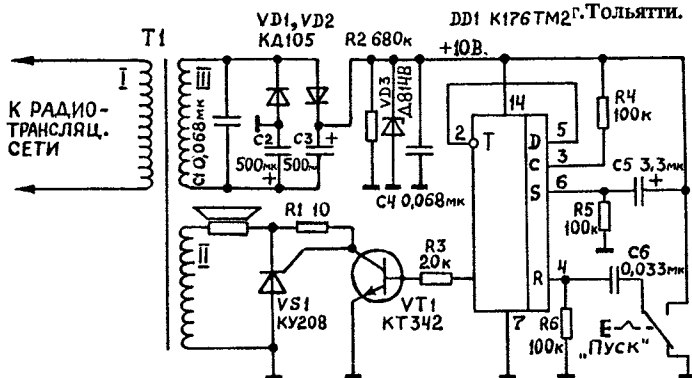 г.Тольятти.
DD1 К176ТМ2
VD1, VD2
КД105
T1
I
III
К РАДИО-
ТРАНСЛЯЦ.
СЕТИ
C1 0,068мк
C2
500мк
+
C3
500~
+
R2 680к
VD3
Д814В
+10В.
C4 0,068мк
14
2
T
D
C
S
R
5
3
6
4
7
R4
100к
C5 3,3мк
+
R5
100к
C6
0,033мк
R6
100к
E
"ПУСК"
II
R1 10
VS1
КУ208
VT1
КТ342
R3
20к